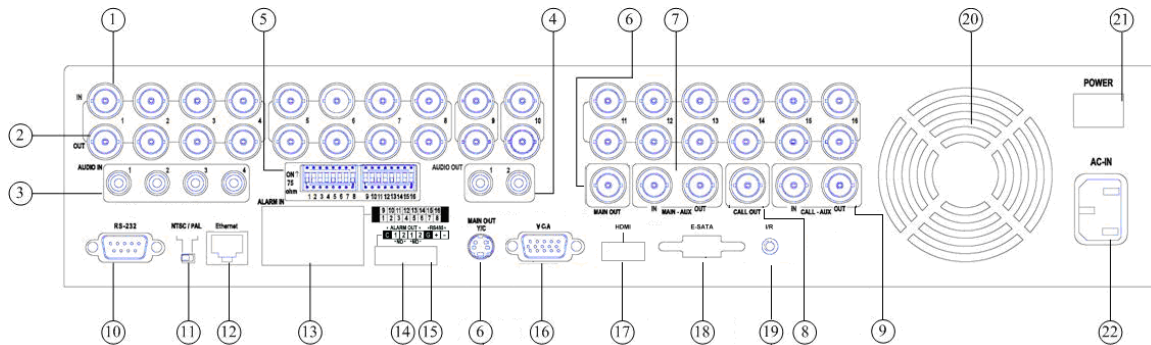 1 5 4 6 7 20 21
IN
1 2 3 4 5 6 7 8 9 10 11 12 13 14 15 16
POWER
2
OUT
AUDIO IN 1 2 3 4
ON
75
ohm
1 2 3 4 5 6 7 8 9 10 11 12 13 14 15 16
AUDIO OUT 1 2
AC-IN
3
MAIN OUT IN MAIN - AUX OUT CALL OUT IN CALL - AUX OUT
ALARM IN
9 10 11 12 13 14 15 16
1 2 3 4 5 6 7 8
ALARM OUT RS485
C 1 2 1 2 G + -
NO NO
RS-232 NTSC / PAL Ethernet
MAIN OUT
Y/C
VGA HDMI E-SATA I/R
10 11 12 13 14 15 6 16 17 18 19 8 9 22